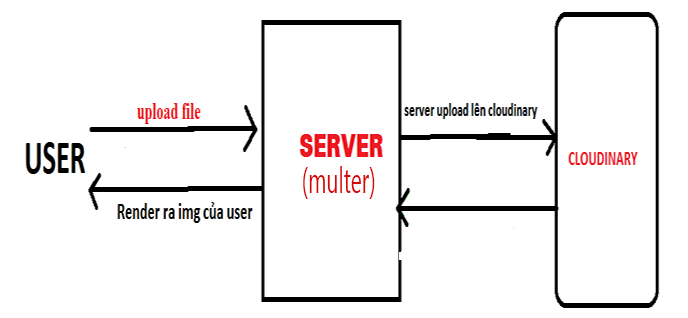 upload file
server upload lên cloudinary
USER
SERVER
(multer)
CLOUDINARY
Render ra img của user